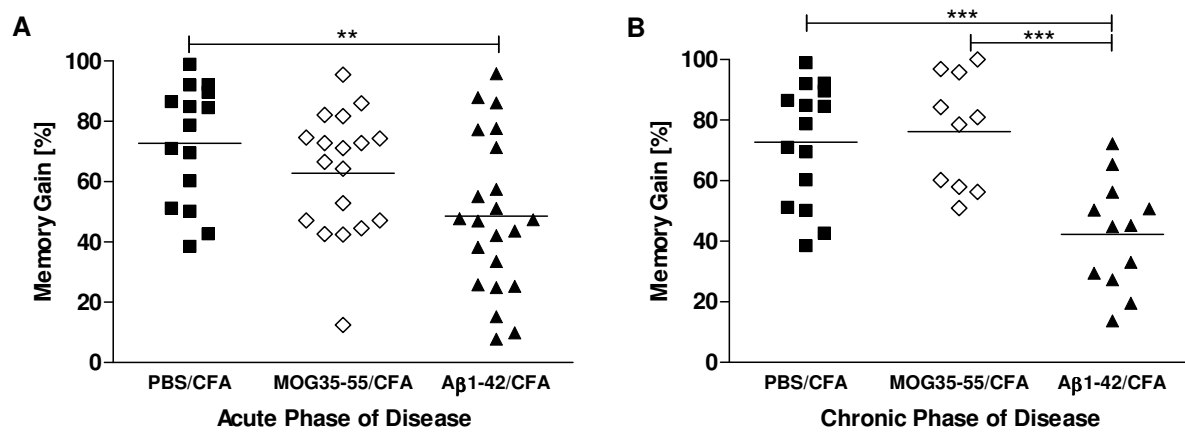 A
**
100
80
60
40
20
0
Memory Gain [%]
PBS/CFA MOG35-55/CFA Aβ1-42/CFA
Acute Phase of Disease
B
***
***
100
80
60
40
20
0
Memory Gain [%]
PBS/CFA MOG35-55/CFA Aβ1-42/CFA
Chronic Phase of Disease